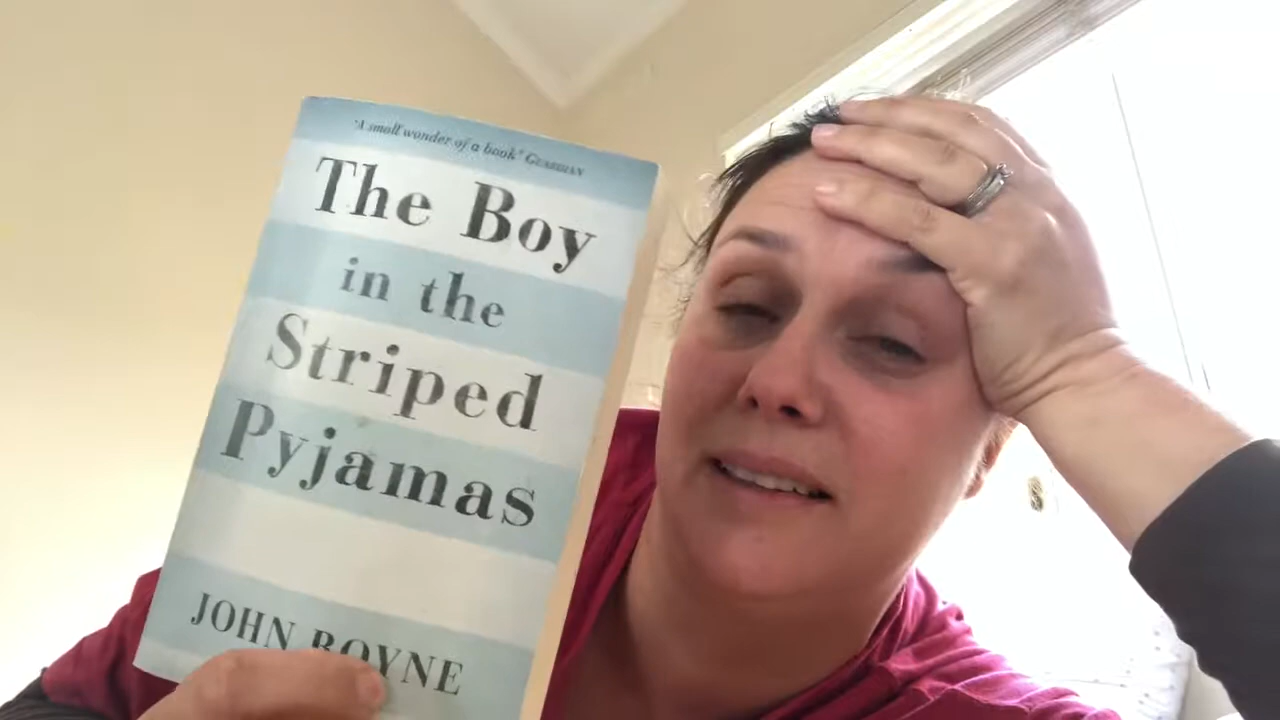 'A small wonder of a book' GUARDIAN
The Boy
in the
Striped
Pyjamas
JOHN BOYNE